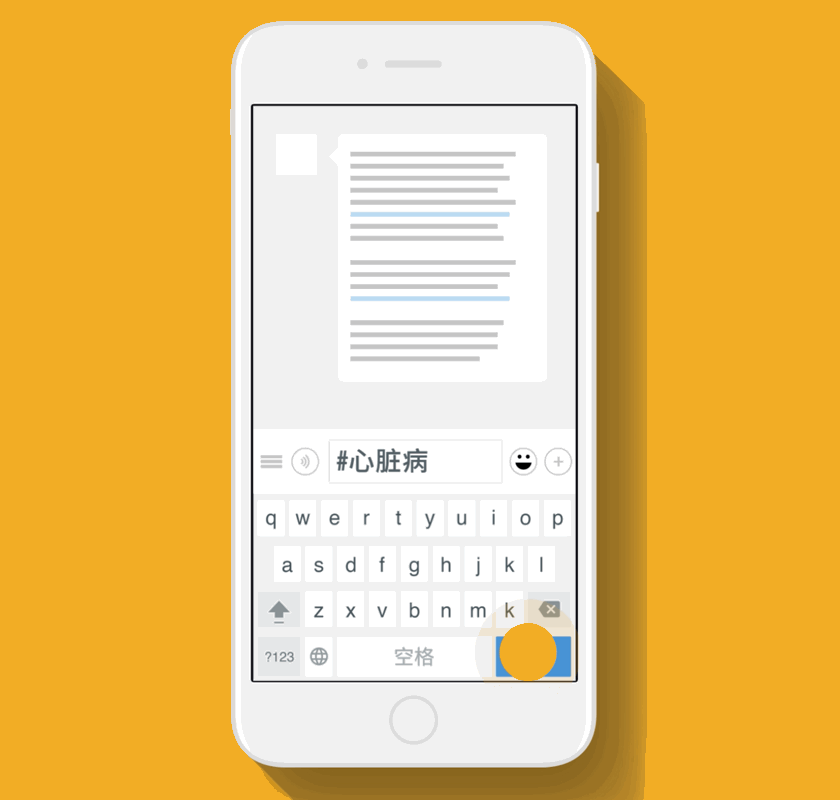 #心脏病
q w e r t y u i o p
a s d f g h j k l
z x v b n m k
?123 空格